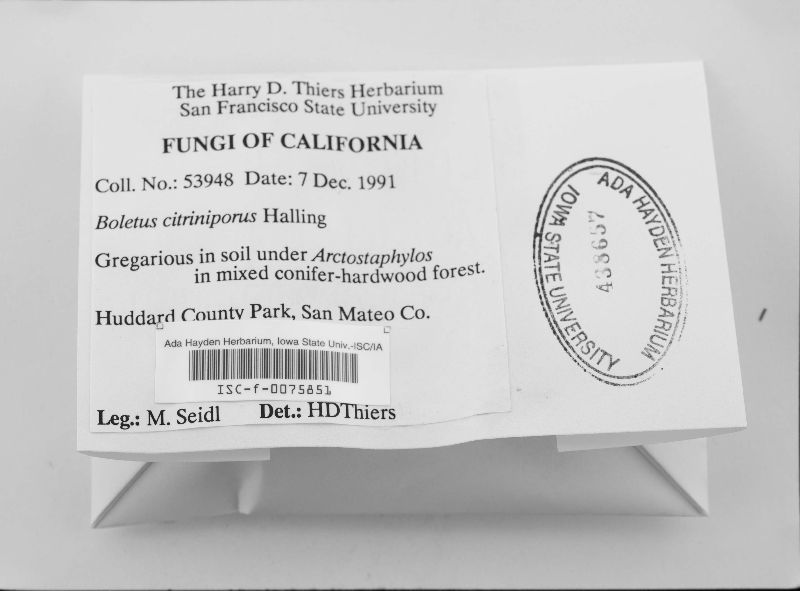 The Harry D. Thiers Herbarium
San Francisco State University
FUNGI OF CALIFORNIA
Coll. No.: 53948 Date: 7 Dec. 1991
Boletus citriniporus Halling
Gregarious in soil under Arctostaphylos
in mixed conifer-hardwood forest.
Huddard County Park, San Mateo Co.
Ada Hayden Herbarium, Iowa State Univ.-ISC/IA
ISC-f-0075851
Leg.: M. Seidl Det.: HDThiers
ADA HAYDEN HERBARIUM
438657
IOWA STATE UNIVERSITY